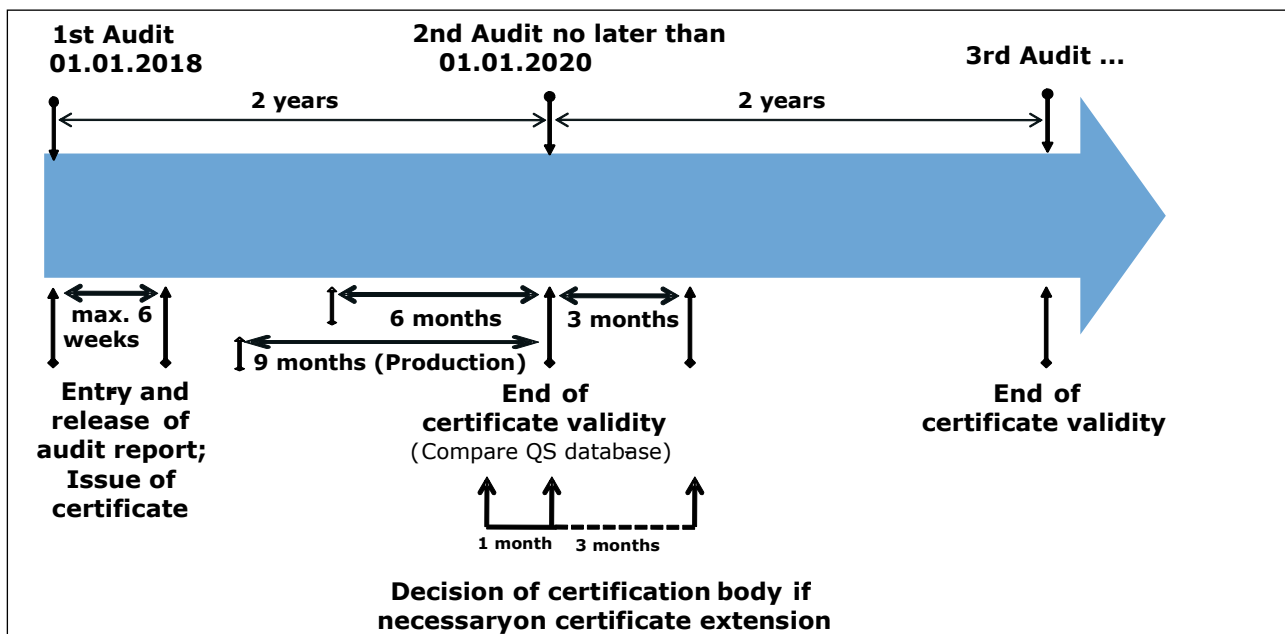 1st Audit
01.01.2018
2nd Audit no later than
01.01.2020
3rd Audit ...
2 years
2 years
max. 6
weeks
6 months
3 months
9 months (Production)
Entry and
release of
audit report;
Issue of
certificate
End of
certificate validity
(Compare QS database)
End of
certificate validity
1 month
3 months
Decision of certification body if
necessaryon certificate extension